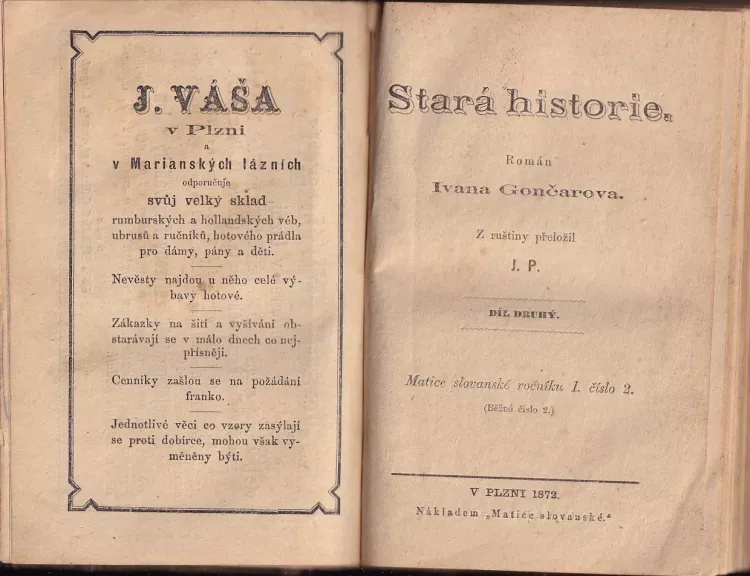 J. VÁŠA
v Plzni
a
v Marianských lázních
odporučuje
svůj velký sklad
rumburských a hollandských véb,
ubrusů a ručníků, hotového prádla
pro dámy, pány a děti.
Nevěsty najdou u něho celé vý-
bavy hotové.
Zákazky na šití a vyšívání ob-
starávají se v málo dnech co nej-
přísněji.
Cenníky zašlou se na požádání
franko.
Jednotlivé věci co vzory zasýlají
se proti dobírce, mohou však vy-
měněny býti.
Stará historie.
Román
Ivana Gončarova.
Z ruštiny přeložil
J. P.
DÍL DRUHÝ.
Matice slovanské ročníku I. číslo 2.
(Běžné číslo 2.)
V PLZNI 1872.
Nákladem „Matice slovanské.“